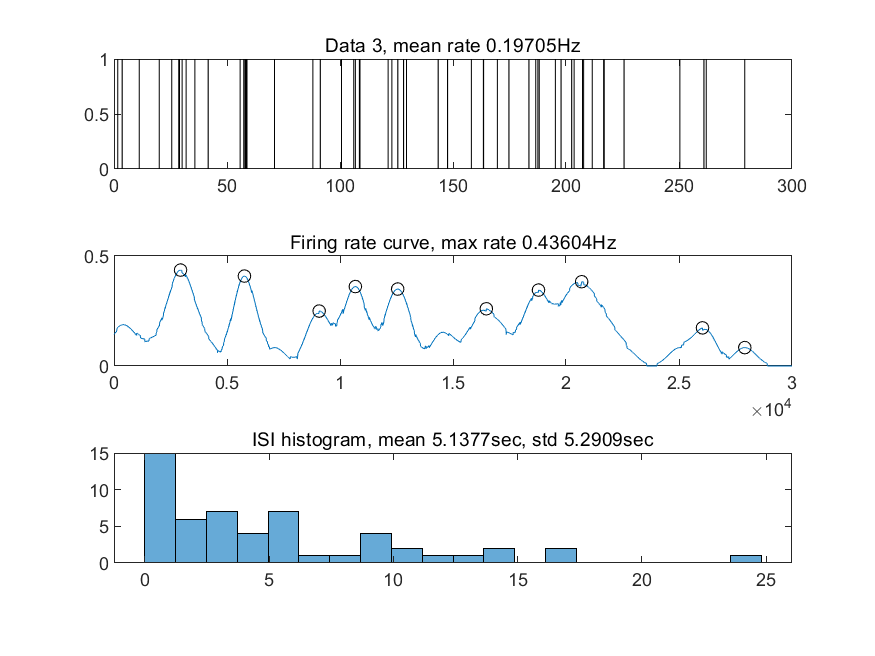 Data 3, mean rate 0.19705Hz
1
0.5
0
0 50 100 150 200 250 300
Firing rate curve, max rate 0.43604Hz
0.5
0
0 0.5 1 1.5 2 2.5 3
×10⁴
ISI histogram, mean 5.1377sec, std 5.2909sec
15
10
5
0
0 5 10 15 20 25